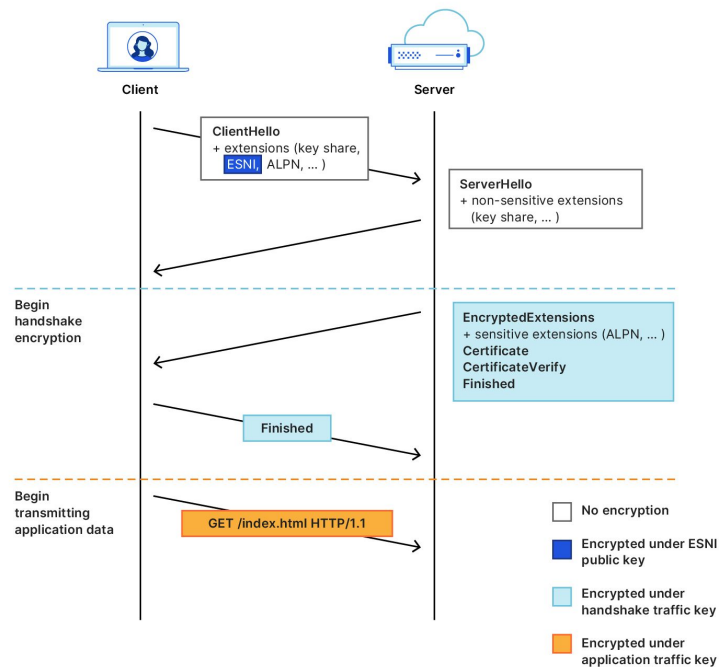 Client
Server
ClientHello
+ extensions (key share,
ESNI, ALPN, ... )
ServerHello
+ non-sensitive extensions
(key share, ... )
Begin
handshake
encryption
EncryptedExtensions
+ sensitive extensions (ALPN, ... )
Certificate
CertificateVerify
Finished
Finished
Begin
transmitting
application data
GET /index.html HTTP/1.1
No encryption
Encrypted under ESNI
public key
Encrypted under
handshake traffic key
Encrypted under
application traffic key